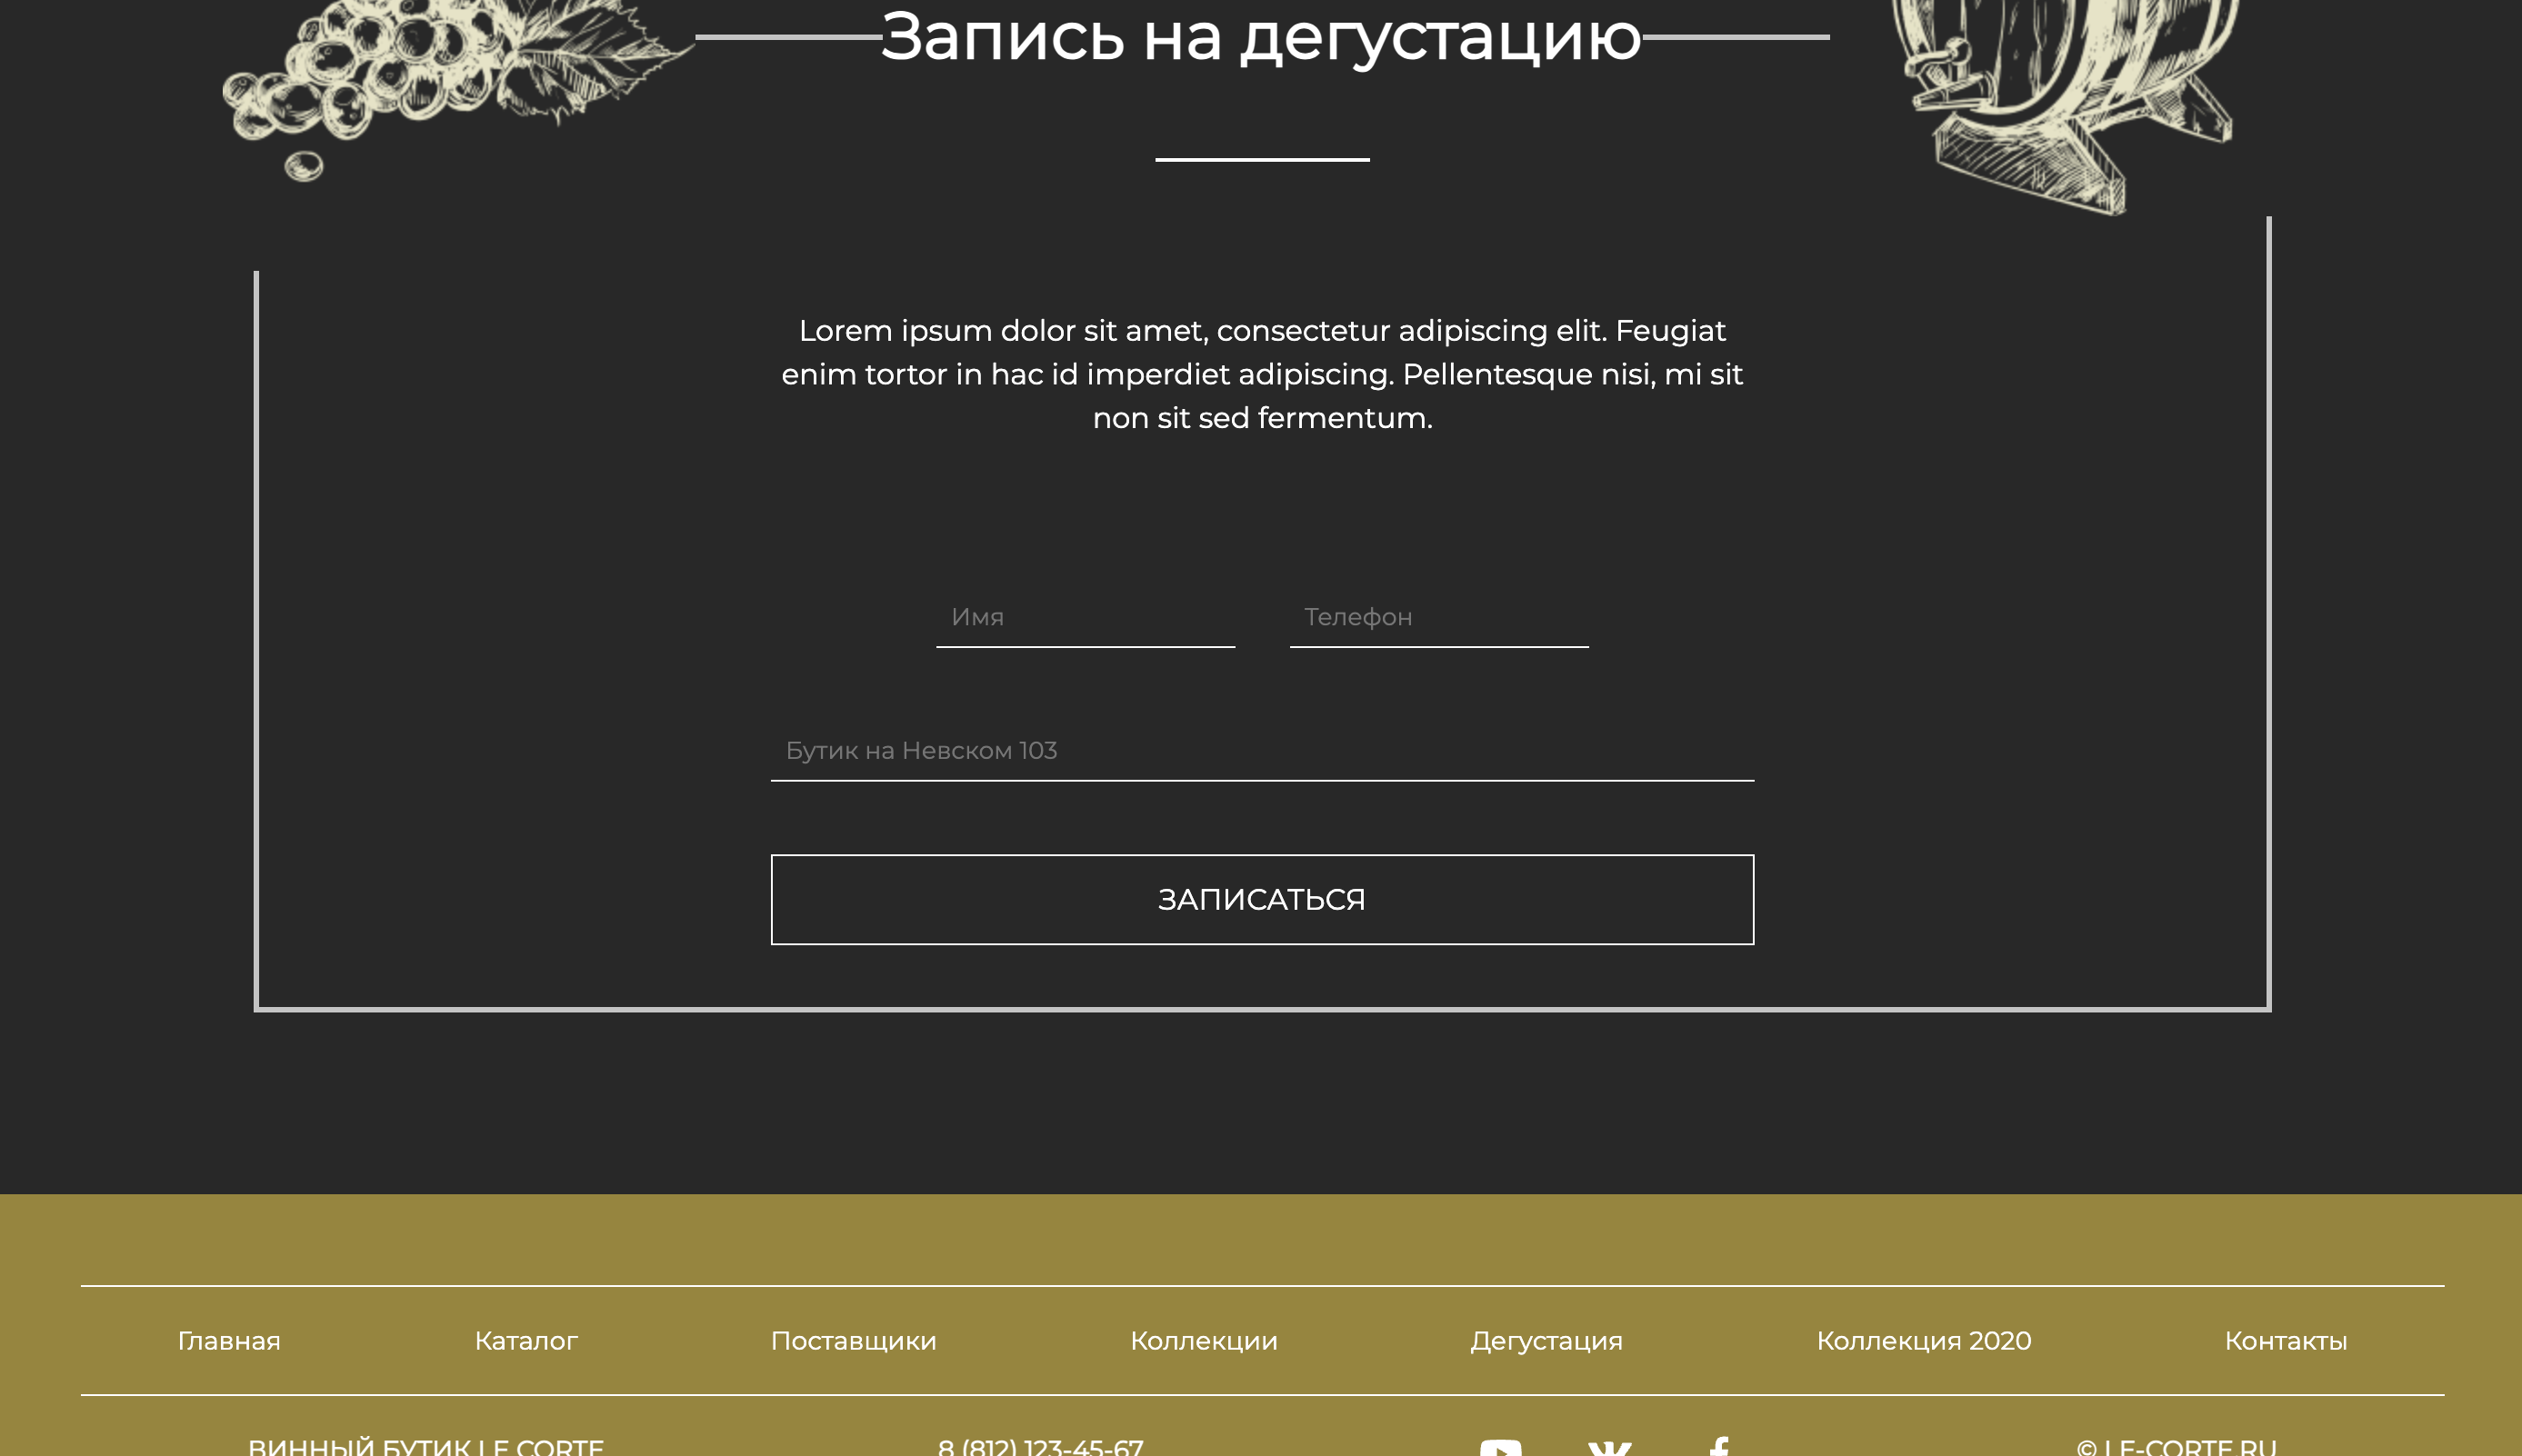 Запись на дегустацию
Lorem ipsum dolor sit amet, consectetur adipiscing elit. Feugiat
enim tortor in hac id imperdiet adipiscing. Pellentesque nisi, mi sit
non sit sed fermentum.
Имя Телефон
Бутик на Невском 103
ЗАПИСАТЬСЯ
Главная Каталог Поставщики Коллекции Дегустация Коллекция 2020 Контакты
ВИННЫЙ БУТИК LE CORTE 8 (812) 123-45-67 © LE-CORTE.RU